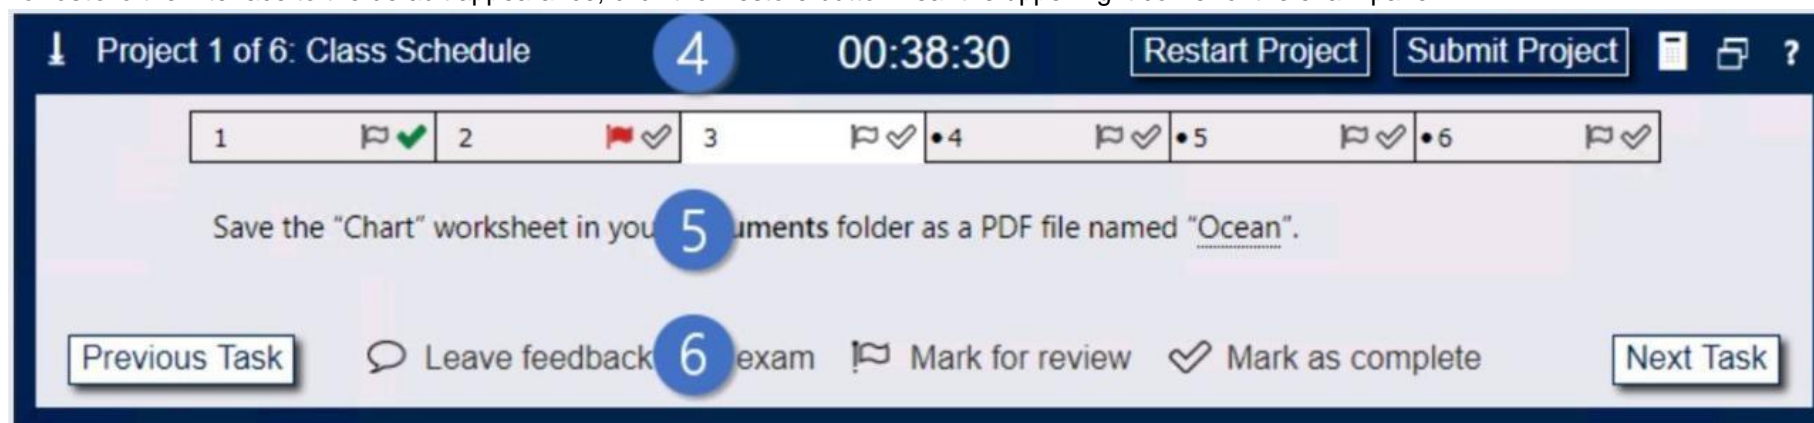 Project 1 of 6: Class Schedule 4 00:38:30 Restart Project Submit Project ?
1 2 3 •4 •5 •6
Save the "Chart" worksheet in you 5 uments folder as a PDF file named "Ocean".
Previous Task Leave feedback 6 exam Mark for review Mark as complete Next Task